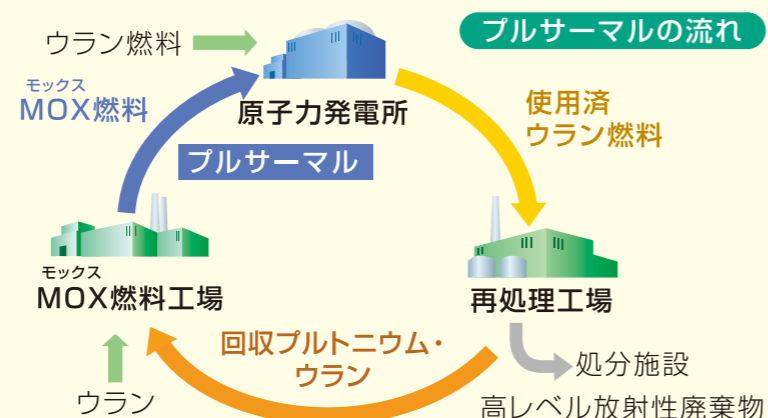 プルサーマルの流れ
ウラン燃料
モックス
MOX燃料
原子力発電所
使用済
ウラン燃料
プルサーマル
モックス
MOX燃料工場
再処理工場
回収プルトニウム・
ウラン
ウラン
処分施設
高レベル放射性廃棄物